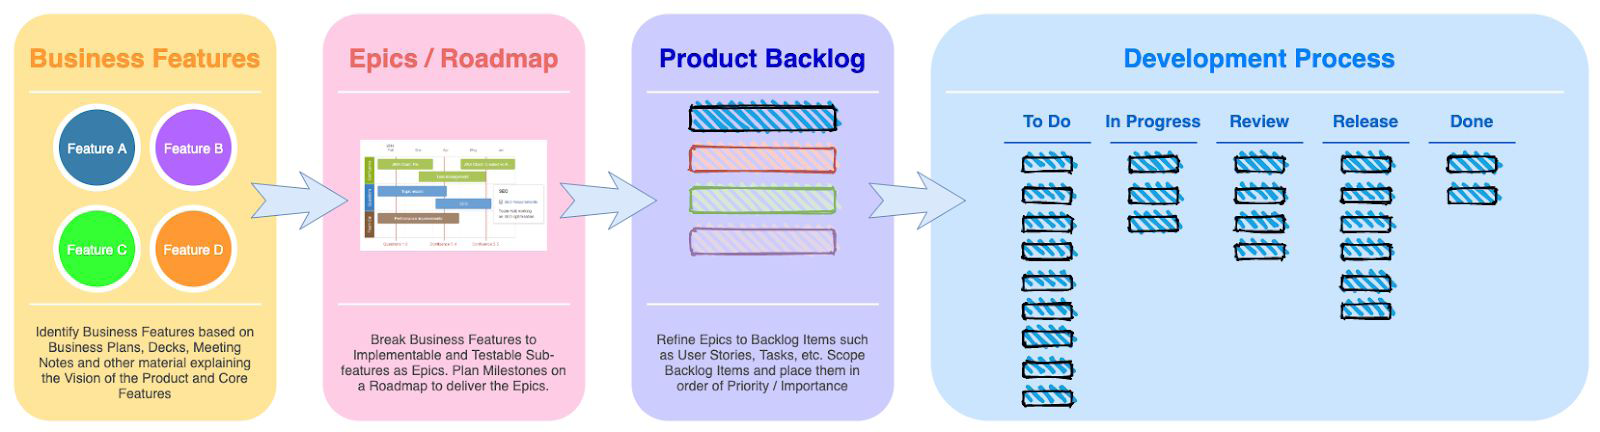 Business Features
Feature A
Feature B
Feature C
Feature D
Identify Business Features based on
Business Plans, Decks, Meeting
Notes and other material explaining
the Vision of the Product and Core
Features
Epics / Roadmap
SEO
Performance improvements
Break Business Features to
Implementable and Testable Sub-
features as Epics. Plan Milestones on
a Roadmap to deliver the Epics.
Product Backlog
Refine Epics to Backlog Items such
as User Stories, Tasks, etc. Scope
Backlog Items and place them in
order of Priority / Importance
Development Process
To Do
In Progress
Review
Release
Done